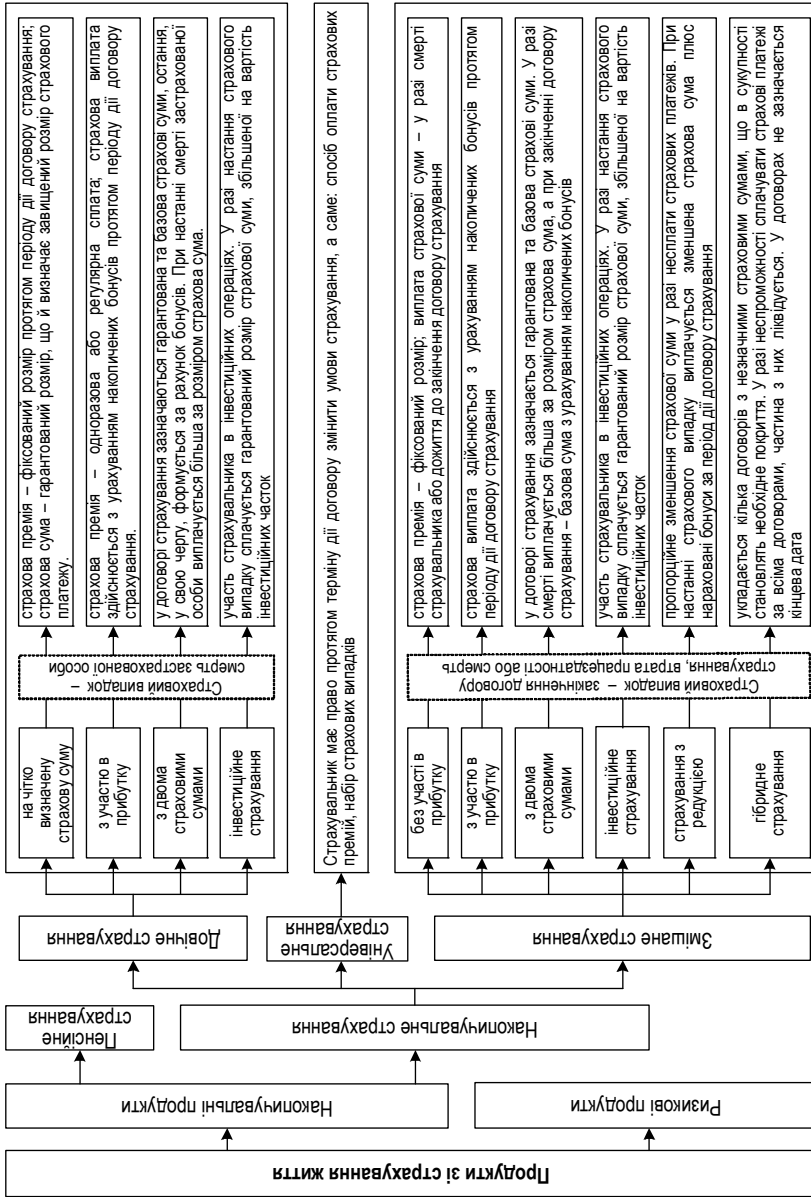 Продукти зі страхування життя
Накопичувальні продукти
Ризикові продукти
Пенсійне
страхування
Накопичувальне страхування
Довічне страхування
Універсальне
страхування
Змішане страхування
на чітко
визначену
страхову суму
з участю в
прибутку
з двома
страховими
сумами
інвестиційне
страхування
Страховий випадок –
смерть застрахованої особи
страхова премія – фіксований розмір протягом періоду дії договору страхування;
страхова сума – гарантований розмір, що й визначає завищений розмір страхового
платежу.
страхова премія – одноразова або регулярна сплата; страхова виплата
здійснюється з урахуванням накопичених бонусів протягом періоду дії договору
страхування.
у договорі страхування зазначаються гарантована та базова страхові суми, остання,
у свою чергу, формується за рахунок бонусів. При настанні смерті застрахованої
особи виплачується більша за розміром страхова сума.
участь страхувальника в інвестиційних операціях. У разі настання страхового
випадку сплачується гарантований розмір страхової суми, збільшеної на вартість
інвестиційних часток
Страхувальник має право протягом терміну дії договору змінити умови страхування, а саме: спосіб оплати страхових
премій, набір страхових випадків
без участі в
прибутку
з участю в
прибутку
з двома
страховими
сумами
інвестиційне
страхування
страхування з
редукцією
гібридне
страхування
Страховий випадок – закінчення договору
страхування, втрата працездатності або смерть
страхова премія – фіксований розмір; виплата страхової суми – у разі смерті
страхувальника або дожиття до закінчення договору страхування
страхова виплата здійснюється з урахуванням накопичених бонусів протягом
періоду дії договору страхування
у договорі страхування зазначається гарантована та базова страхові суми. У разі
смерті виплачується більша за розміром страхова сума, а при закінченні договору
страхування – базова сума з урахуванням накопичених бонусів
участь страхувальника в інвестиційних операціях. У разі настання страхового
випадку сплачується гарантований розмір страхової суми, збільшеної на вартість
інвестиційних часток
пропорційне зменшення страхової суми у разі несплати страхових платежів. При
настанні страхового випадку виплачується зменшена страхова сума плюс
нараховані бонуси за період дії договору страхування
укладається кілька договорів з незначними страховими сумами, що в сукупності
становлять необхідне покриття. У разі неспроможності сплачувати страхові платежі
за всіма договорами, частина з них ліквідується. У договорах не зазначається
кінцева дата